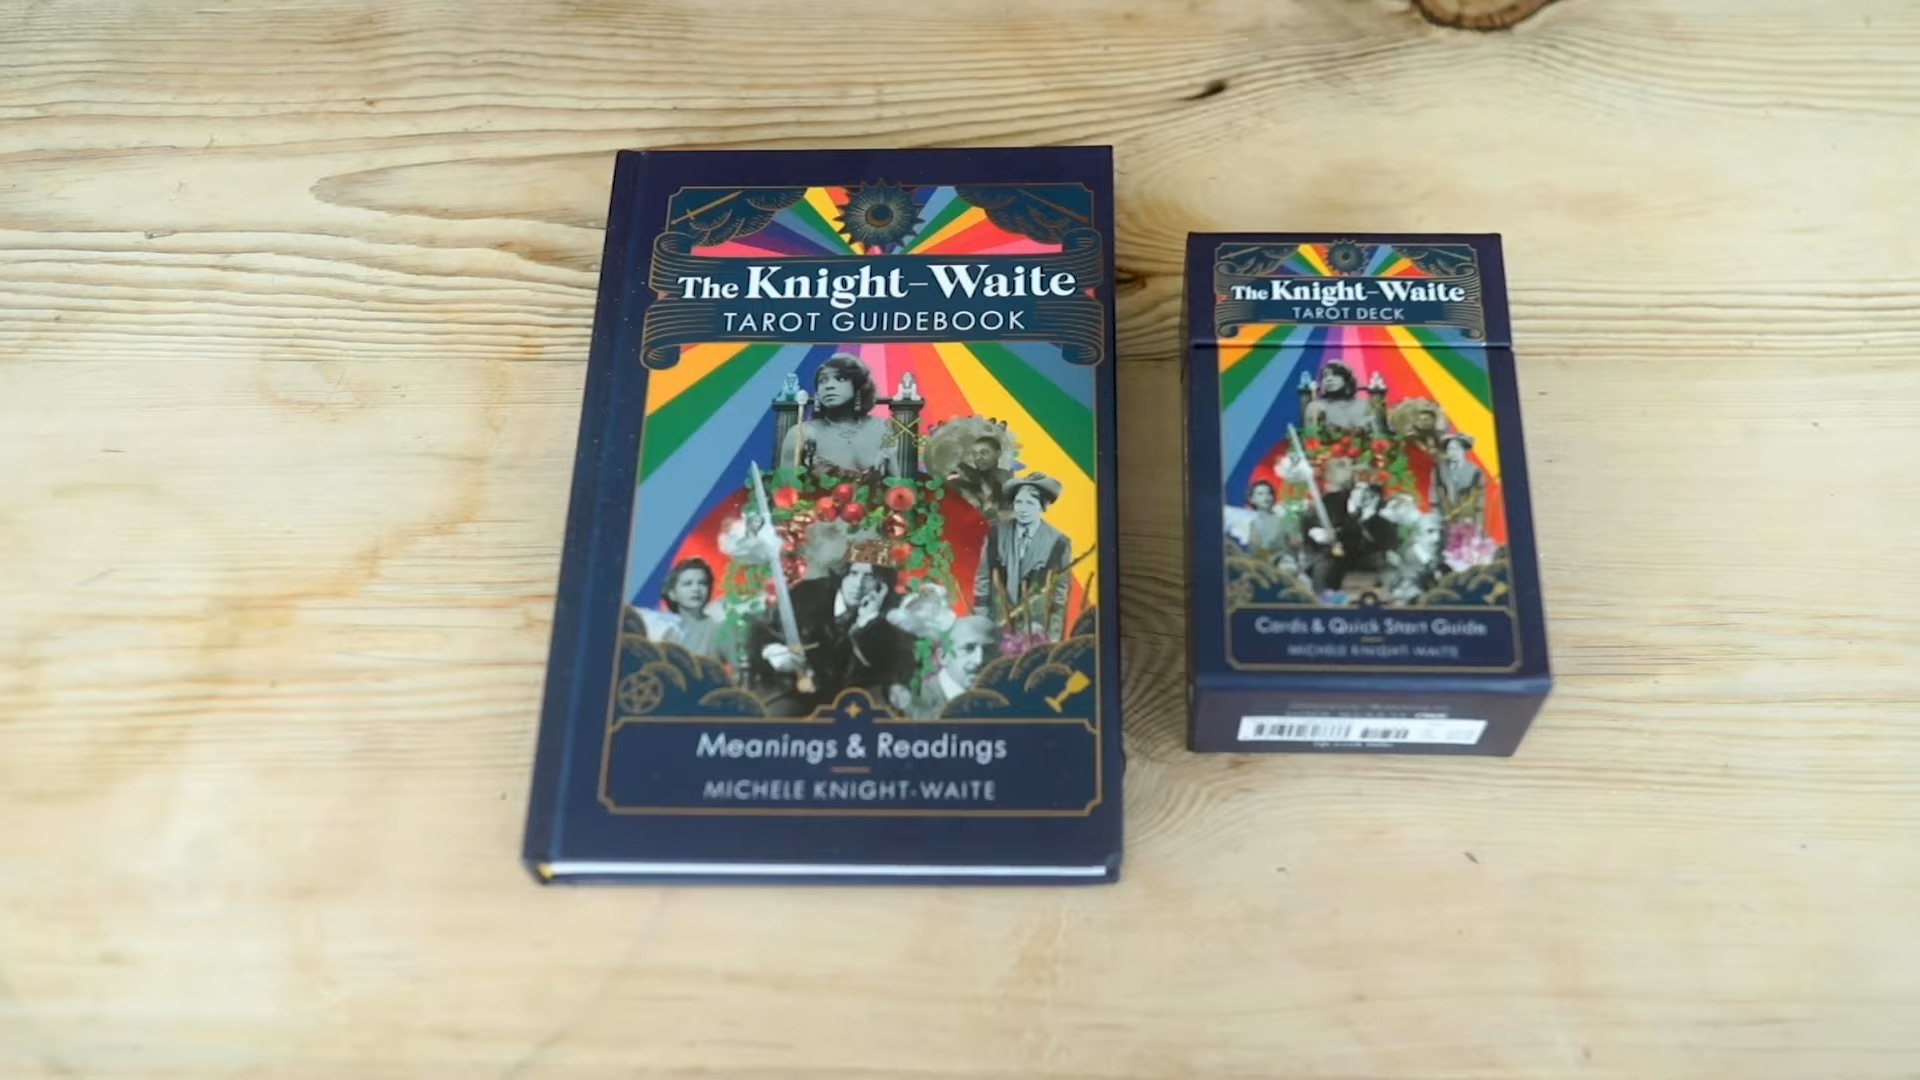 The Knight-Waite
TAROT GUIDEBOOK
Meanings & Readings
MICHELE KNIGHT-WAITE
The Knight-Waite
TAROT DECK
Cards & Quick Start Guide
MICHELE KNIGHT-WAITE